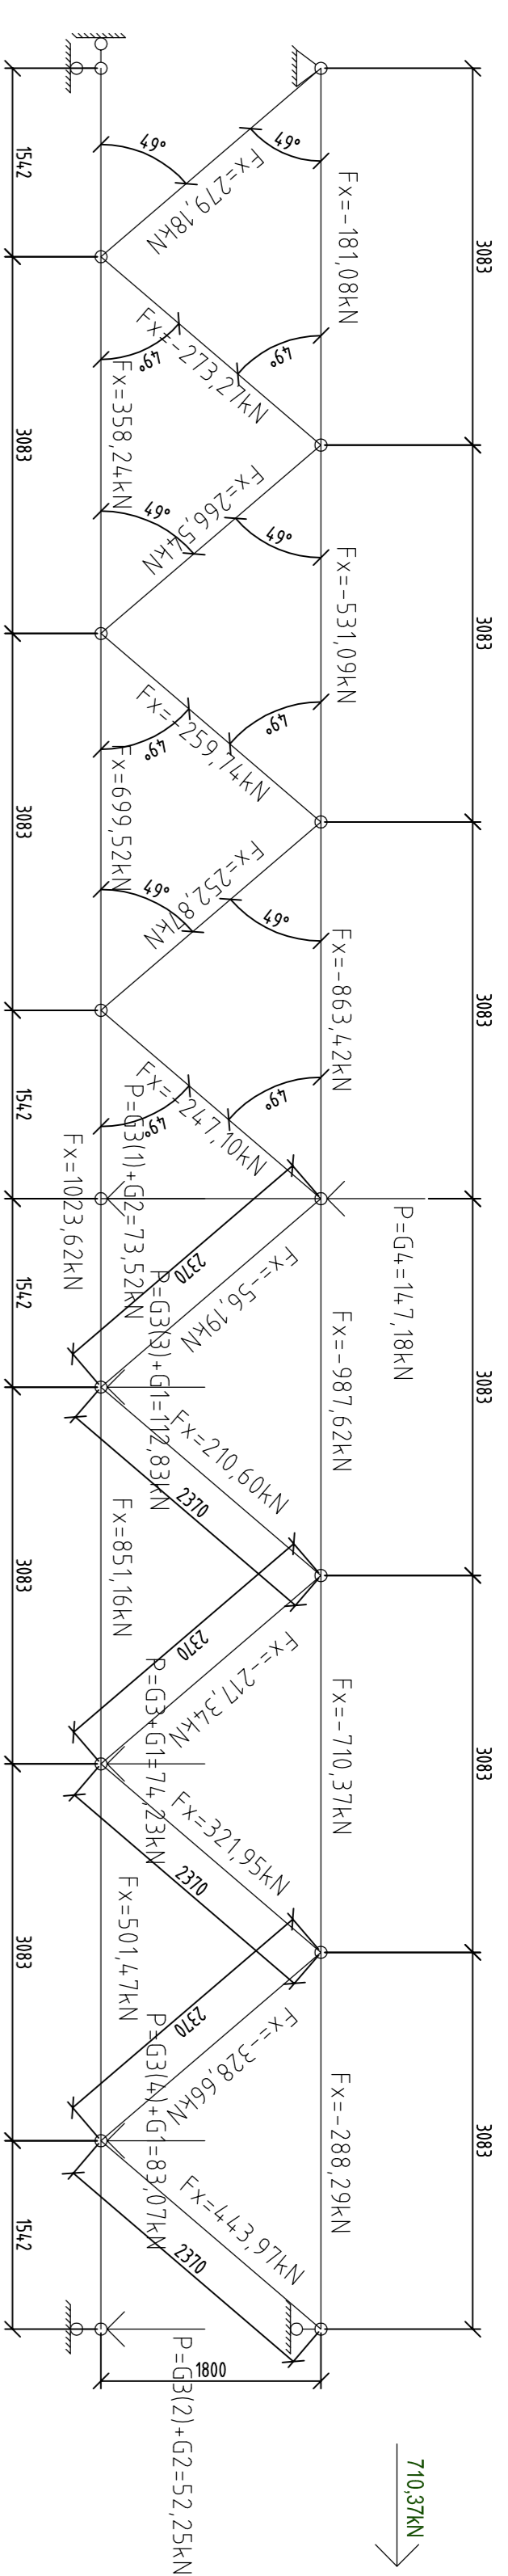 3083
3083
3083
3083
3083
3083
710,37kN
P=G4=147,18kN
Fx=-181,08kN
Fx=-531,09kN
Fx=-863,42kN
Fx=-987,62kN
Fx=-710,37kN
Fx=-288,29kN
49°
49°
49°
49°
49°
49°
Fx=279,18kN
Fx=-273,27kN
Fx=266,54kN
Fx=-259,74kN
Fx=252,87kN
Fx=-247,10kN
Fx=-56,19kN
Fx=210,60kN
Fx=-217,34kN
Fx=321,95kN
Fx=-328,66kN
Fx=443,97kN
2370
2370
2370
2370
2370
2370
1800
49°
49°
49°
49°
49°
49°
P=G3(1)+G2=73,52kN
P=G3(3)+G1=112,83kN
P=G3+G1=74,23kN
P=G3(4)+G1=83,07kN
P=G3(2)+G2=52,25kN
Fx=358,24kN
Fx=699,52kN
Fx=1023,62kN
Fx=851,16kN
Fx=501,47kN
1542
3083
3083
1542
1542
3083
3083
1542